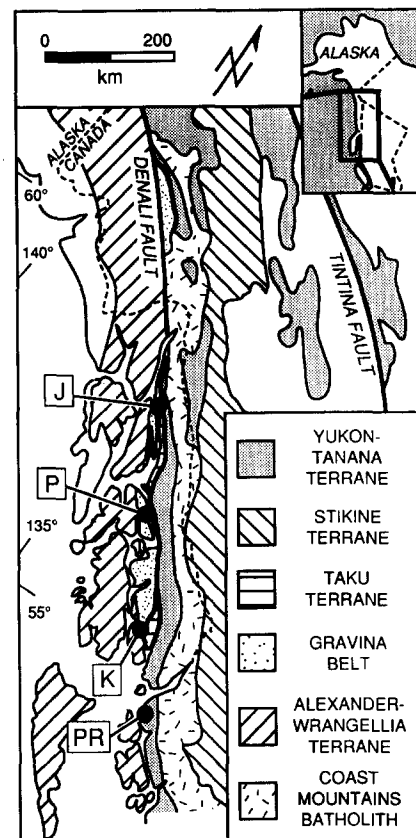 0 200
km
N
ALASKA
ALASKA
CANADA
DENALI FAULT
60°
140°
TINTINA FAULT
J
P
135°
55°
K
PR
YUKON-
TANANA
TERRANE
STIKINE
TERRANE
TAKU
TERRANE
GRAVINA
BELT
ALEXANDER-
WRANGELLIA
TERRANE
COAST
MOUNTAINS
BATHOLITH